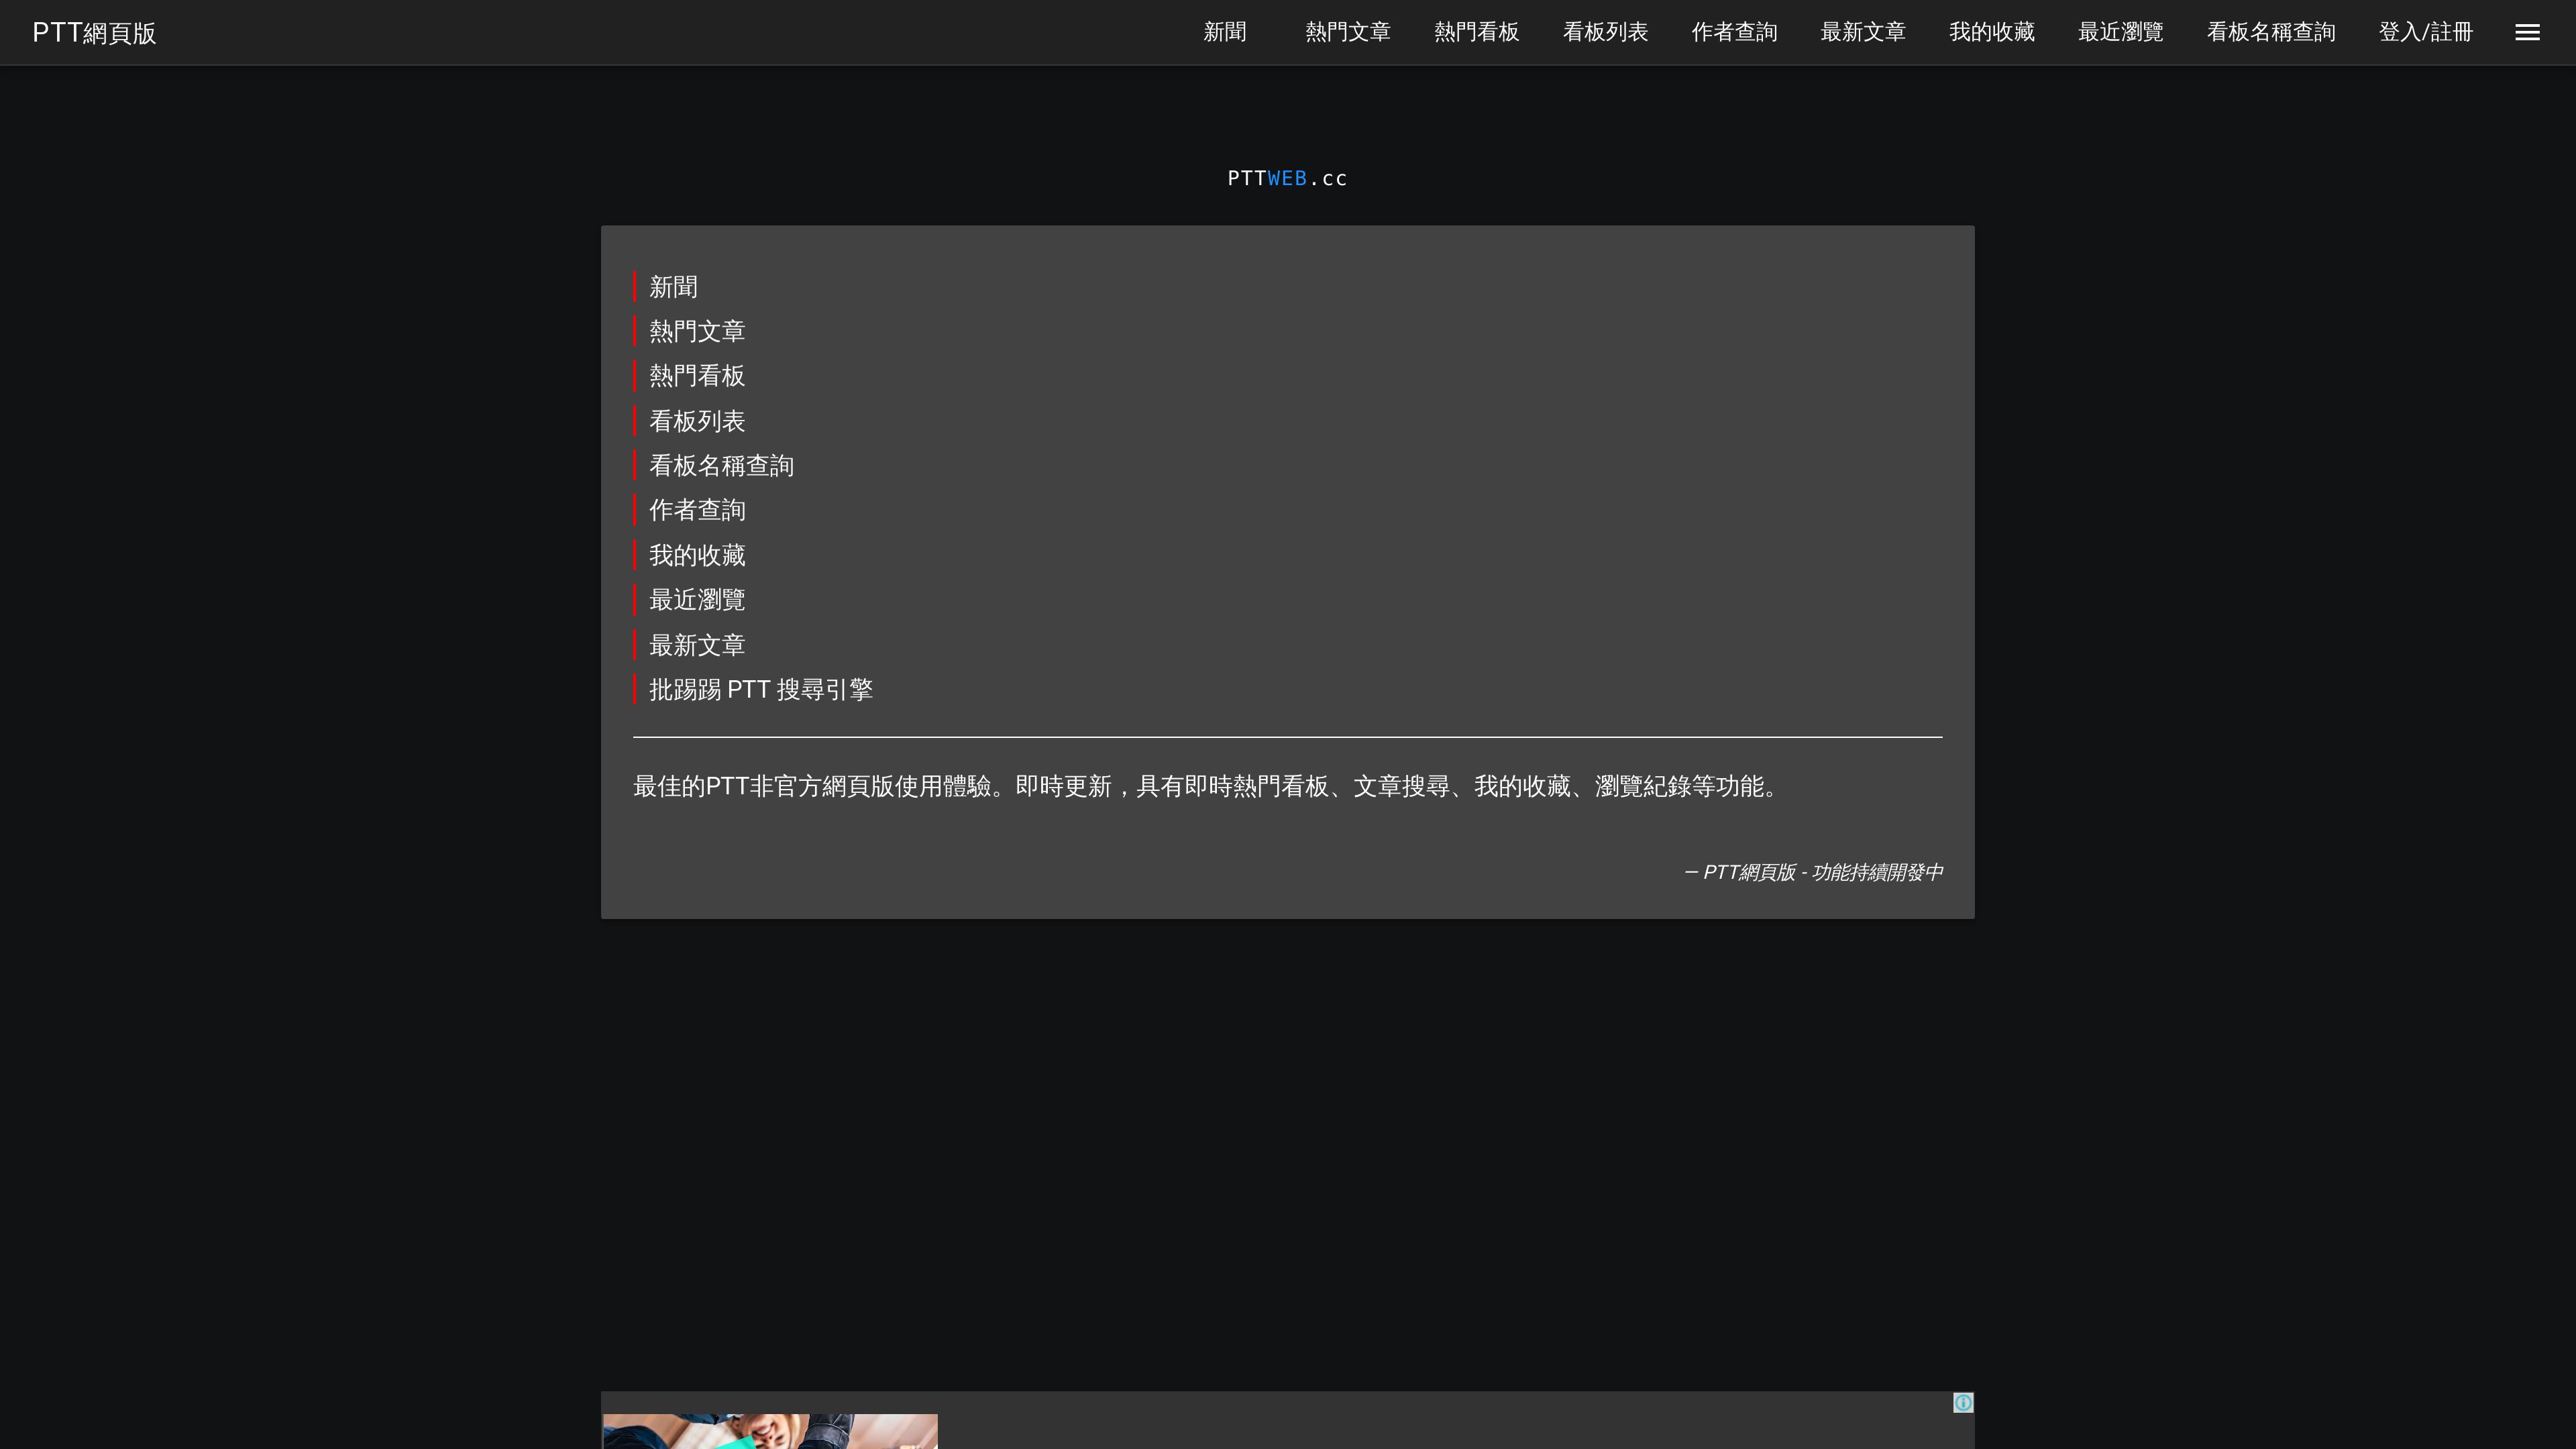 PTT網頁版
新聞 熱門文章 熱門看板 看板列表 作者查詢 最新文章 我的收藏 最近瀏覽 看板名稱查詢 登入/註冊
PTTWEB.cc
新聞
熱門文章
熱門看板
看板列表
看板名稱查詢
作者查詢
我的收藏
最近瀏覽
最新文章
批踢踢 PTT 搜尋引擎
最佳的PTT非官方網頁版使用體驗。即時更新，具有即時熱門看板、文章搜尋、我的收藏、瀏覽紀錄等功能。
— PTT網頁版 - 功能持續開發中